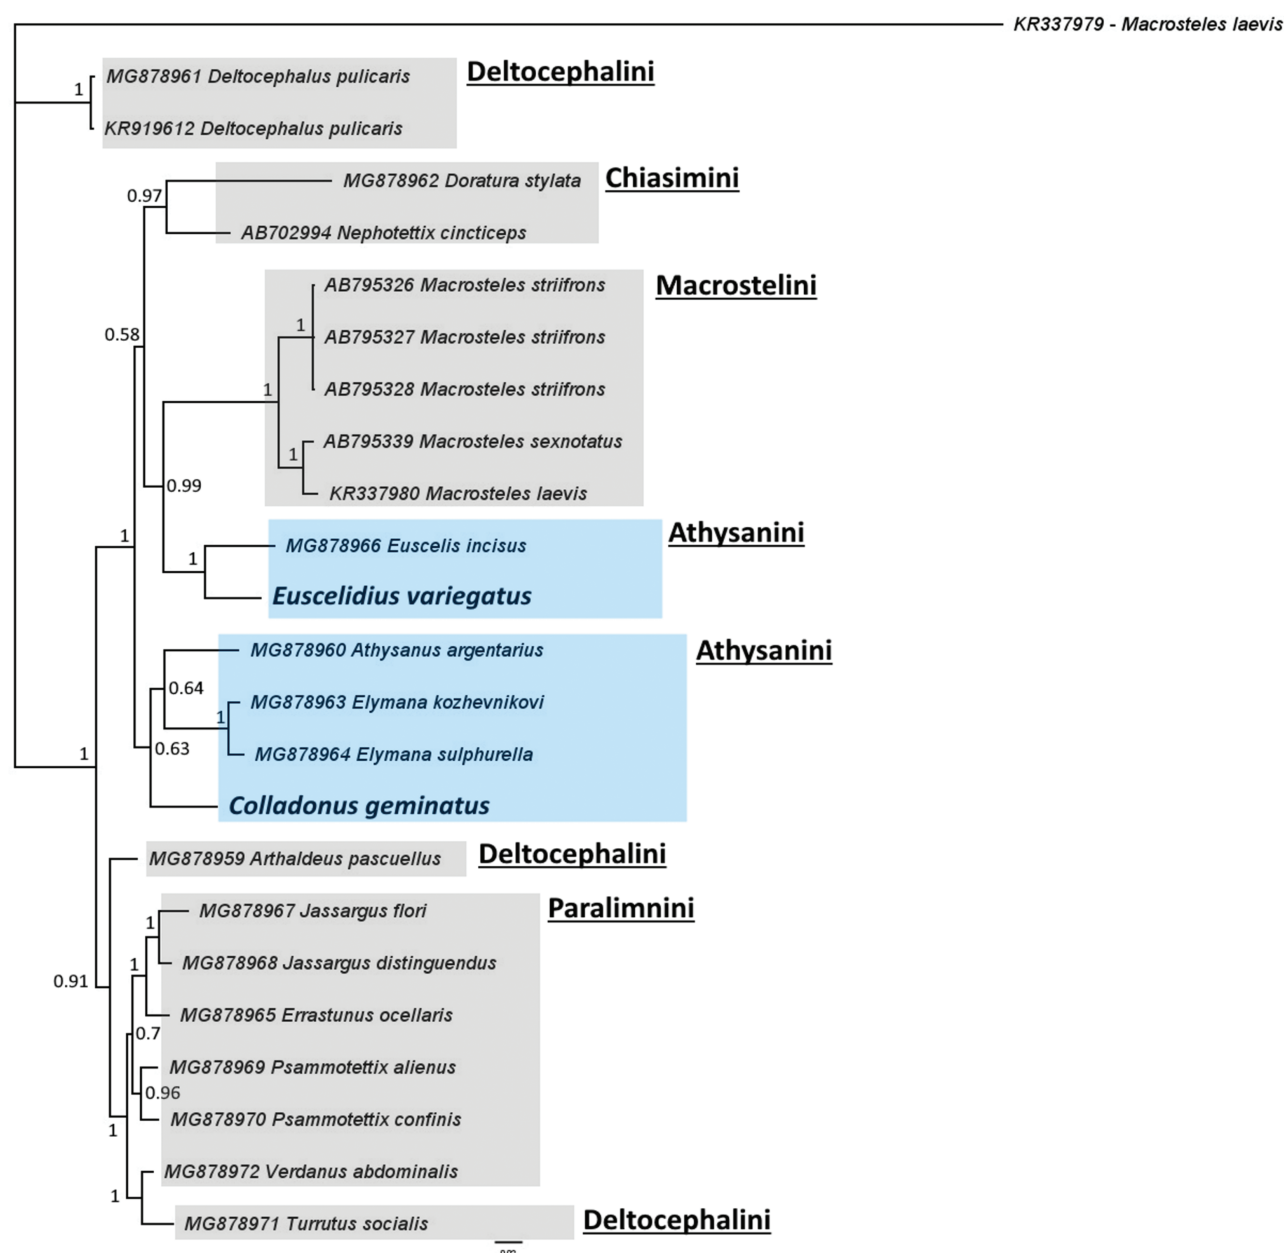 KR337979 - Macrosteles laevis
MG878961 Deltocephalus pulicaris
Deltocephalini
1
KR919612 Deltocephalus pulicaris
MG878962 Doratura stylata
Chiasimini
0.97
AB702994 Nephotettix cincticeps
AB795326 Macrosteles striifrons
Macrostelini
1
AB795327 Macrosteles striifrons
0.58
AB795328 Macrosteles striifrons
1
AB795339 Macrosteles sexnotatus
1
0.99
KR337980 Macrosteles laevis
Athysanini
1
MG878966 Euscelis incisus
1
Euscelidius variegatus
MG878960 Athysanus argentarius
Athysanini
0.64
MG878963 Elymana kozhevnikovi
1
0.63
1
MG878964 Elymana sulphurella
Colladonus geminatus
MG878959 Arthaldeus pascuellus
Deltocephalini
MG878967 Jassargus flori
Paralimnini
1
1
MG878968 Jassargus distinguendus
0.91
MG878965 Errastunus ocellaris
0.7
MG878969 Psammotettix alienus
0.96
MG878970 Psammotettix confinis
1
MG878972 Verdanus abdominalis
1
MG878971 Turrutus socialis
Deltocephalini